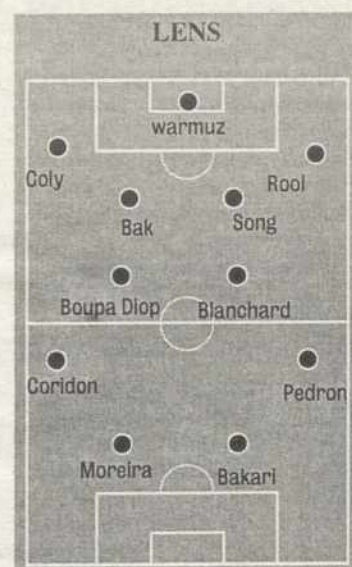 LENS
warmuz
Coly
Rool
Bak
Song
Boupa Diop
Blanchard
Coridon
Pedron
Moreira
Bakari